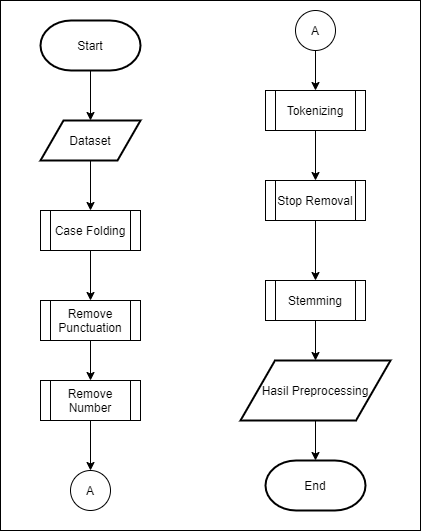 Start
Dataset
Case Folding
Remove
Punctuation
Remove
Number
A
A
Tokenizing
Stop Removal
Stemming
Hasil Preprocessing
End